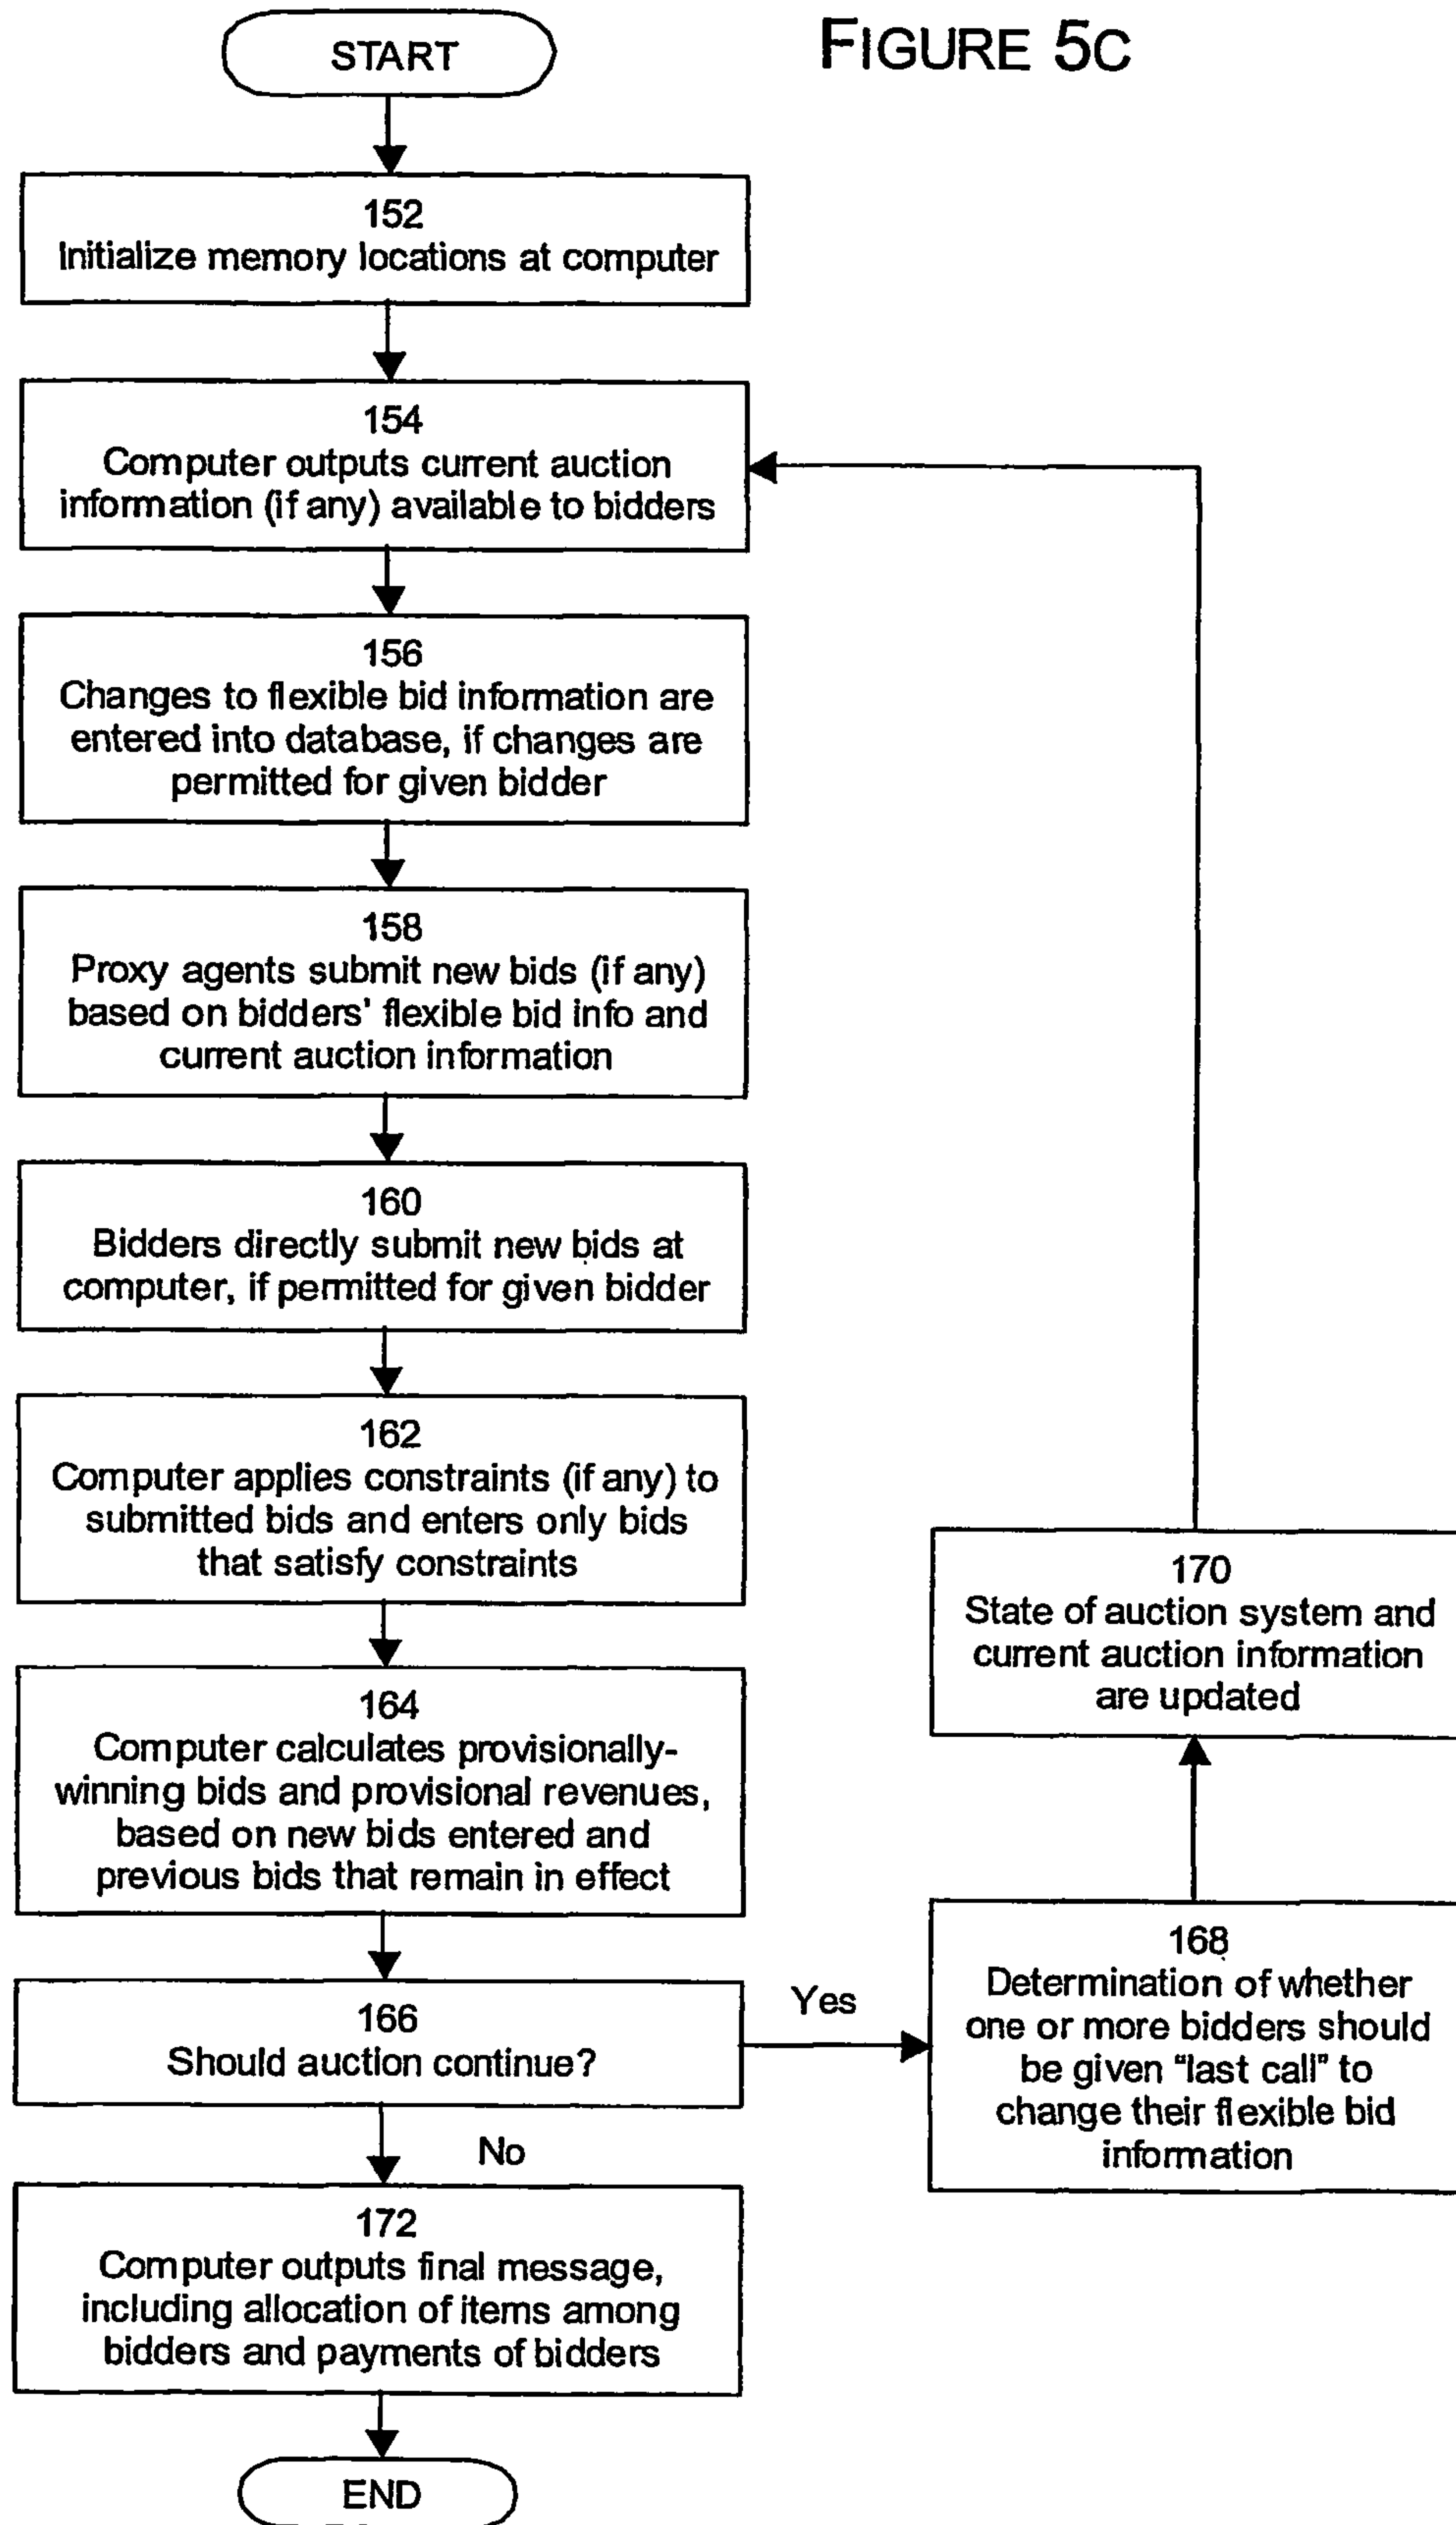 FIGURE 5C
START
152
Initialize memory locations at computer
154
Computer outputs current auction
information (if any) available to bidders
156
Changes to flexible bid information are
entered into database, if changes are
permitted for given bidder
158
Proxy agents submit new bids (if any)
based on bidders' flexible bid info and
current auction information
160
Bidders directly submit new bids at
computer, if permitted for given bidder
162
Computer applies constraints (if any) to
submitted bids and enters only bids
that satisfy constraints
164
Computer calculates provisionally-
winning bids and provisional revenues,
based on new bids entered and
previous bids that remain in effect
166
Should auction continue?
Yes
168
Determination of whether
one or more bidders should
be given "last call" to
change their flexible bid
information
170
State of auction system and
current auction information
are updated
No
172
Computer outputs final message,
including allocation of items among
bidders and payments of bidders
END